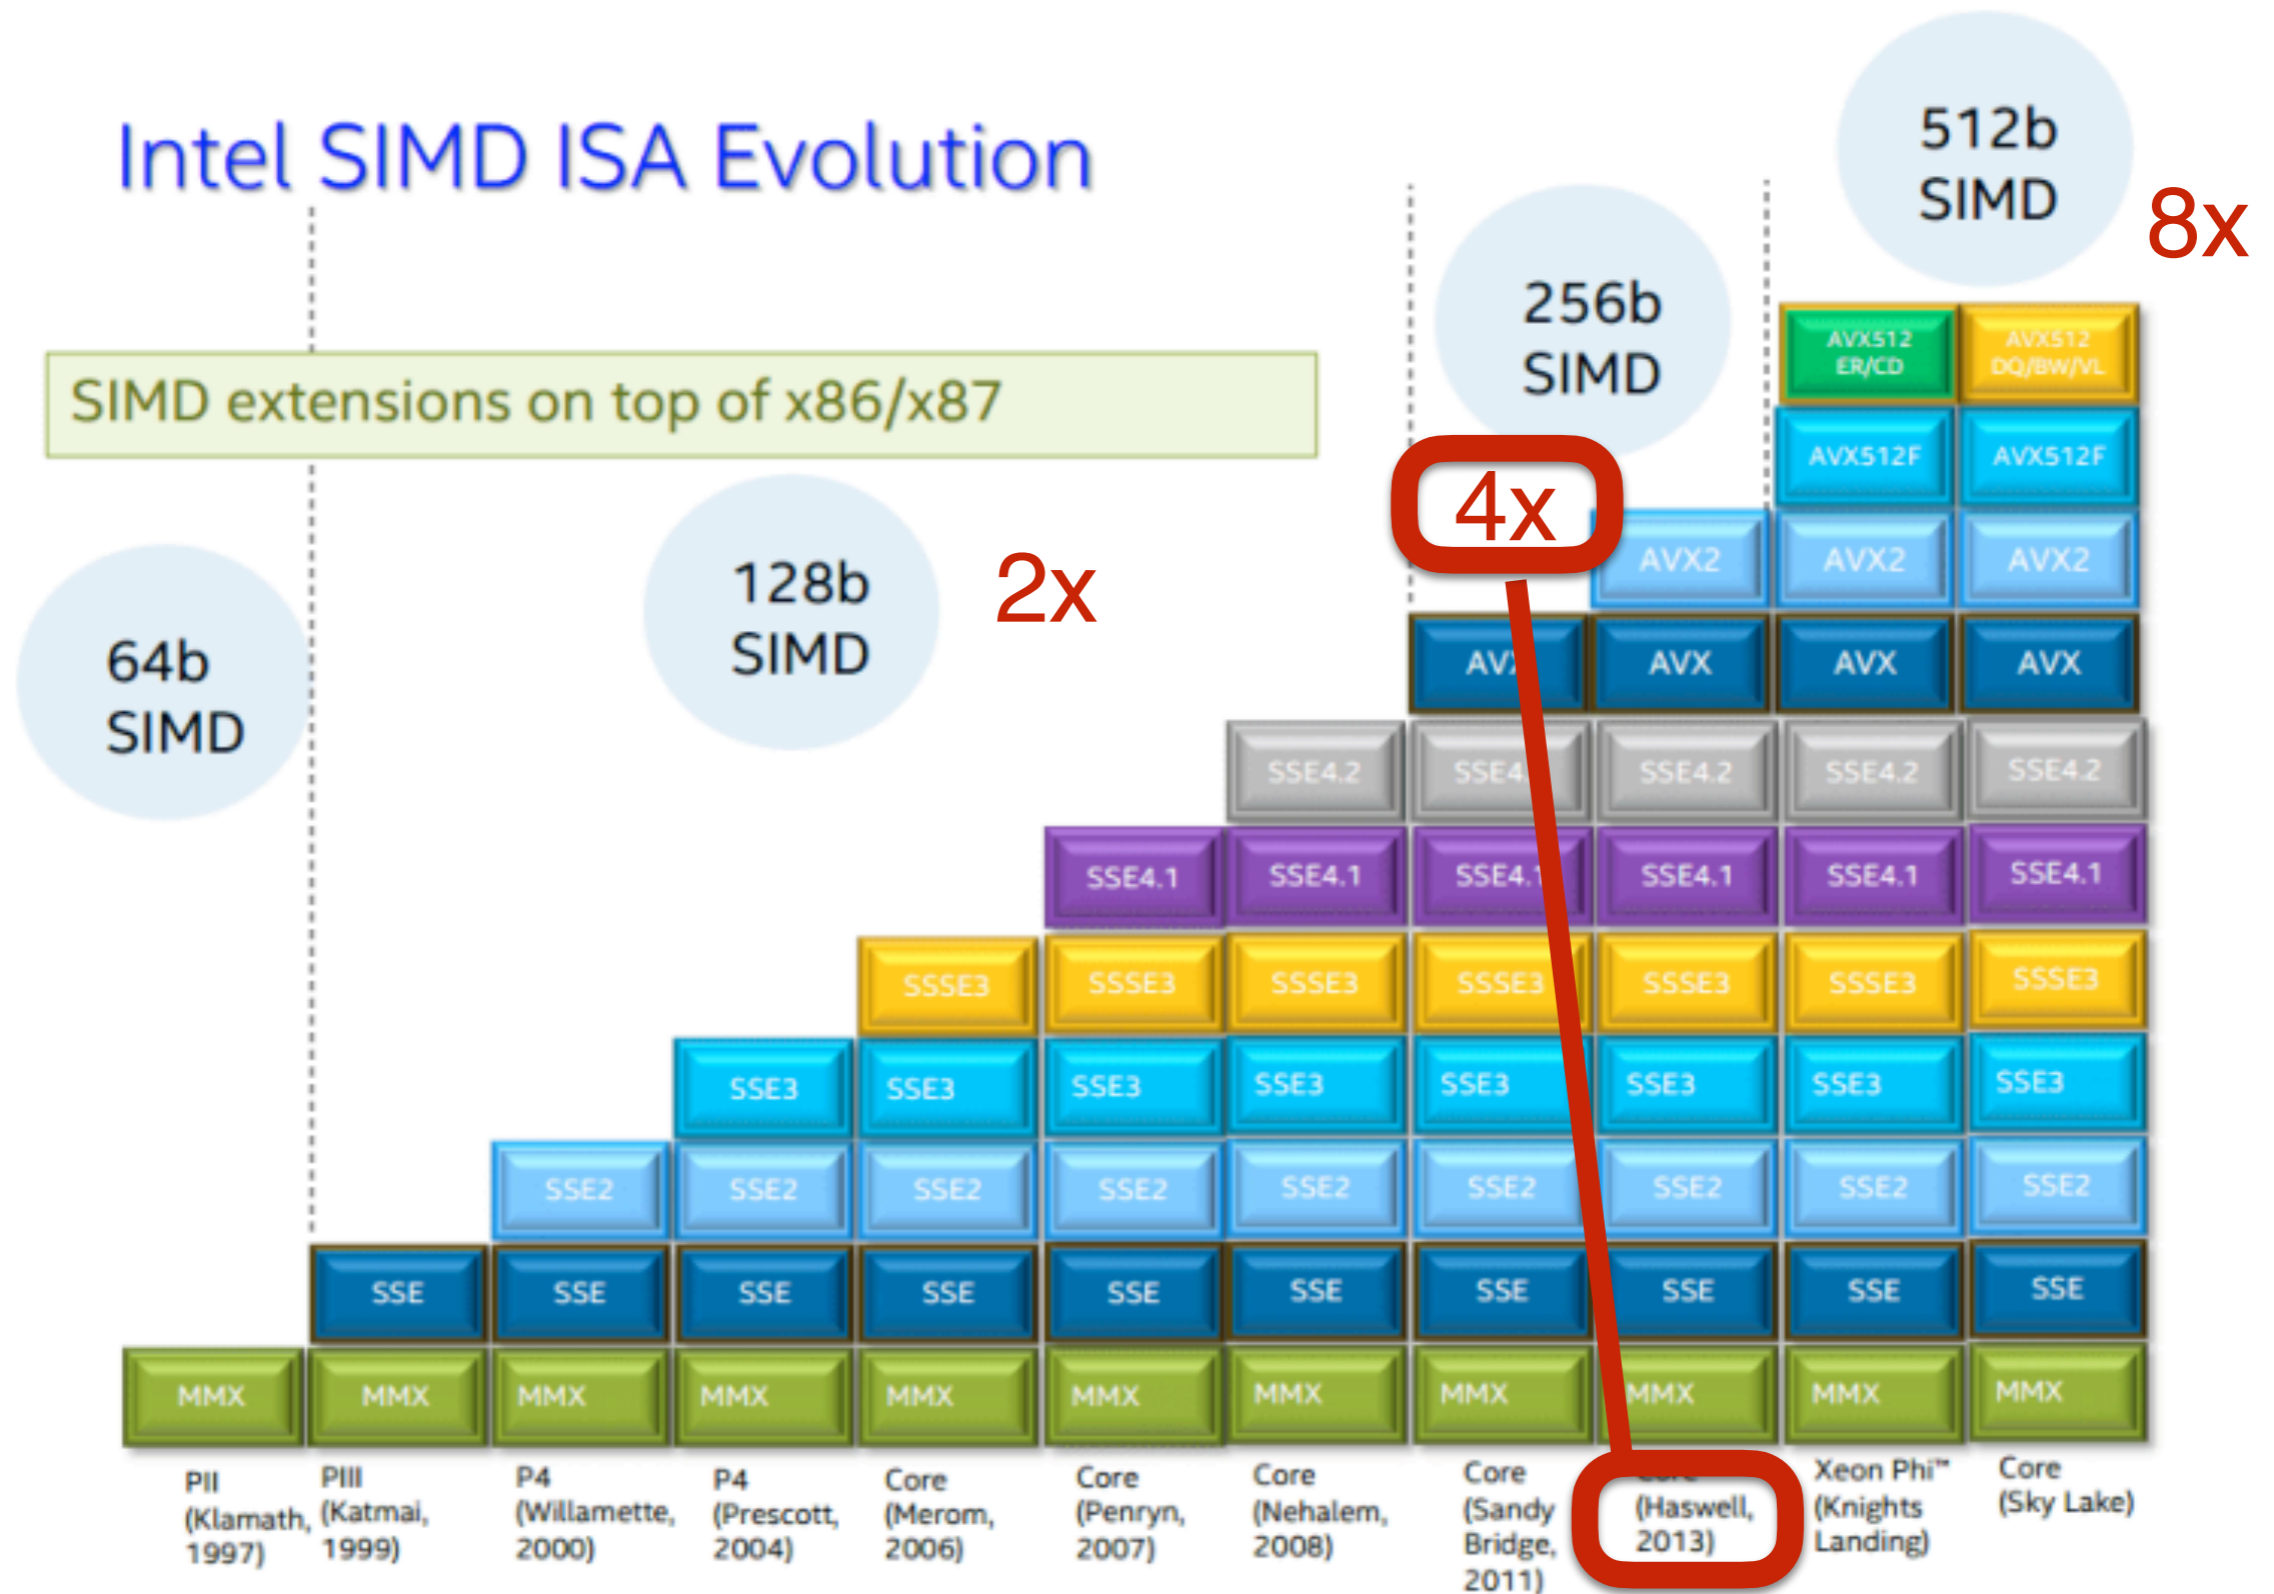 Intel SIMD ISA Evolution
512b
SIMD
8x
256b
SIMD
SIMD extensions on top of x86/x87
4x
128b
SIMD
2x
64b
SIMD
AVX512
ER/CD
AVX512
DQ/BW/VL
AVX512F AVX512F
AVX2 AVX2 AVX2
AVX AVX AVX
SSE4.2 SSE4.2 SSE4.2 SSE4.2
SSE4.1 SSE4.1 SSE4.1 SSE4.1 SSE4.1
SSSE3 SSSE3 SSSE3 SSSE3 SSSE3 SSSE3 SSSE3
SSE3 SSE3 SSE3 SSE3 SSE3 SSE3 SSE3 SSE3
SSE2 SSE2 SSE2 SSE2 SSE2 SSE2 SSE2 SSE2 SSE2
SSE SSE SSE SSE SSE SSE SSE SSE SSE SSE
MMX MMX MMX MMX MMX MMX MMX MMX MMX MMX MMX
PII
(Klamath,
1997)
PIII
(Katmai,
1999)
P4
(Willamette,
2000)
P4
(Prescott,
2004)
Core
(Merom,
2006)
Core
(Penryn,
2007)
Core
(Nehalem,
2008)
Core
(Sandy
Bridge,
2011)
(Haswell,
2013)
Xeon Phi™
(Knights
Landing)
Core
(Sky Lake)